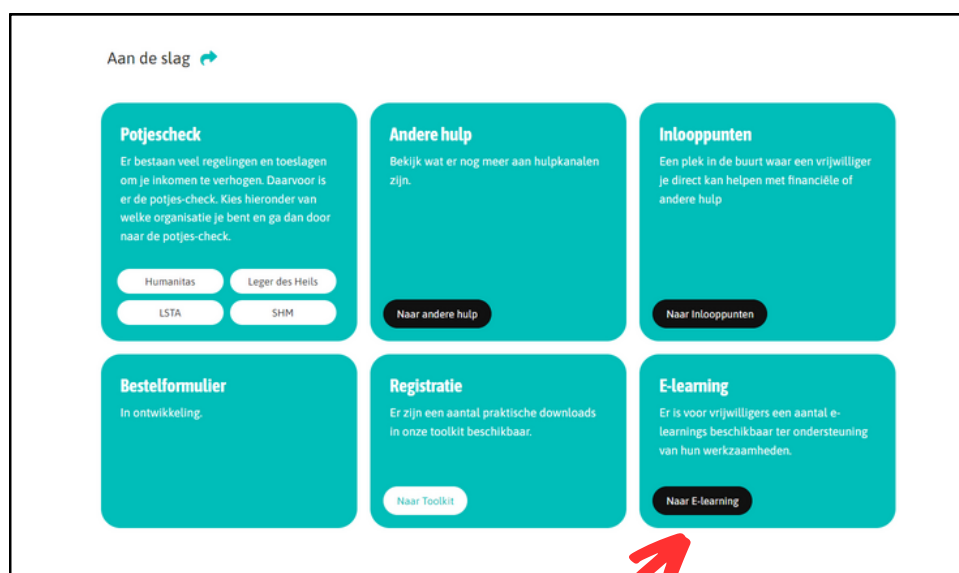 Aan de slag
Potjescheck
Er bestaan veel regelingen en toeslagen
om je inkomen te verhogen. Daarvoor is
er de potjes-check. Kies hieronder van
welke organisatie je bent en ga dan door
naar de potjes-check.
Humanitas
Leger des Heils
LSTA
SHM
Andere hulp
Bekijk wat er nog meer aan hulpkanalen
zijn.
Naar andere hulp
Inlooppunten
Een plek in de buurt waar een vrijwilliger
je direct kan helpen met financiële of
andere hulp
Naar Inlooppunten
Bestelformulier
In ontwikkeling.
Registratie
Er zijn een aantal praktische downloads
in onze toolkit beschikbaar.
Naar Toolkit
E-learning
Er is voor vrijwilligers een aantal e-
learnings beschikbaar ter ondersteuning
van hun werkzaamheden.
Naar E-learning